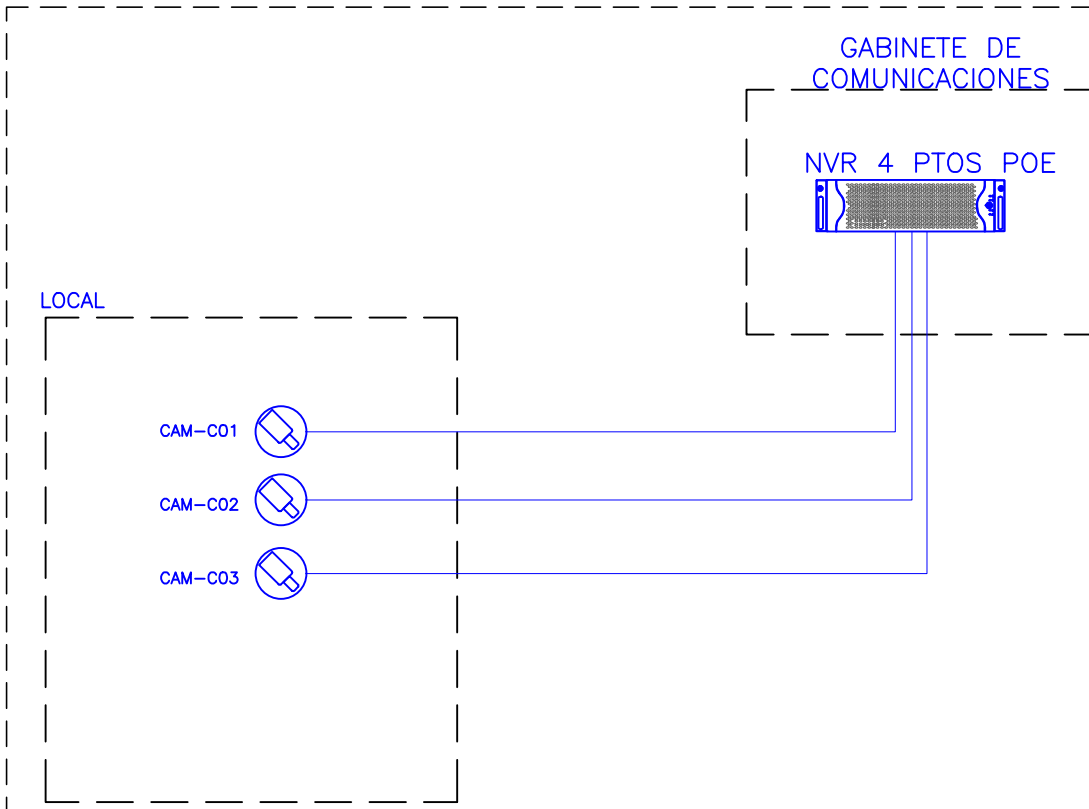 GABINETE DE
COMUNICACIONES
NVR 4 PTOS POE
LOCAL
CAM-C01
CAM-C02
CAM-C03